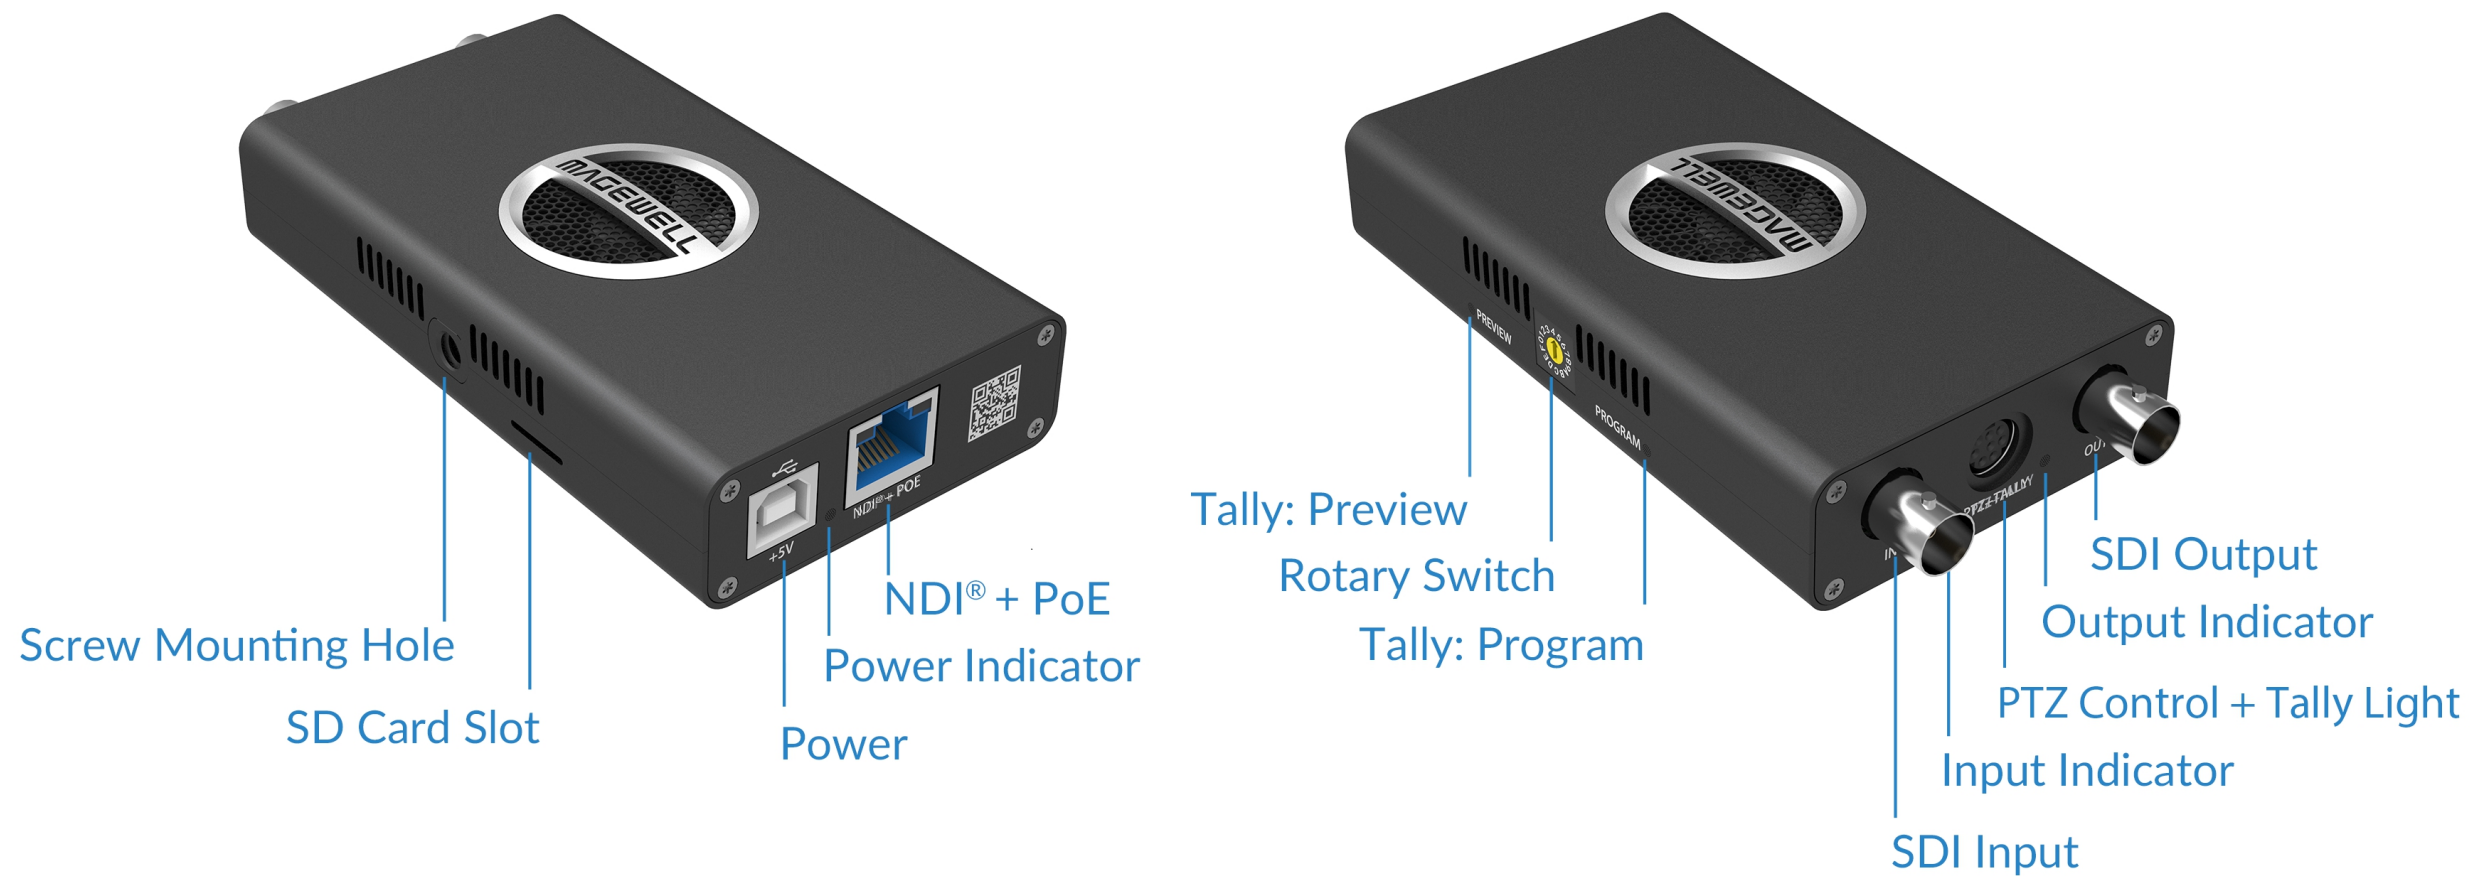 MAGEWELL
+5V
NDI®+ POE
NDI® + PoE
Power Indicator
Screw Mounting Hole
SD Card Slot
Power
MAGEWELL
PREVIEW
PROGRAM
OUT
PTZ+TALLY
IN
Tally: Preview
Rotary Switch
Tally: Program
SDI Output
Output Indicator
PTZ Control + Tally Light
Input Indicator
SDI Input